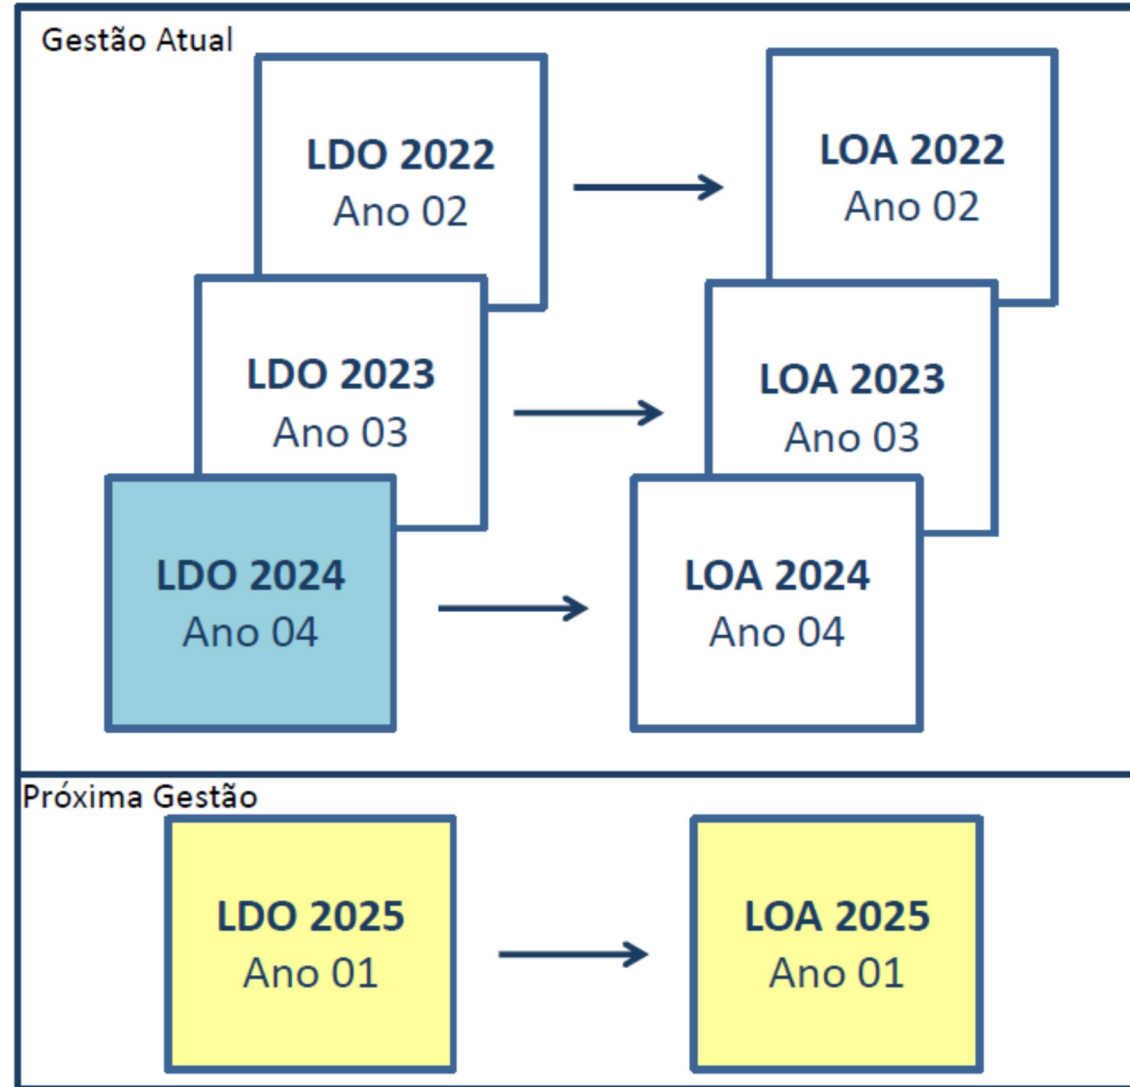 Gestão Atual
LDO 2022
Ano 02
LOA 2022
Ano 02
LDO 2023
Ano 03
LOA 2023
Ano 03
LDO 2024
Ano 04
LOA 2024
Ano 04
Próxima Gestão
LDO 2025
Ano 01
LOA 2025
Ano 01